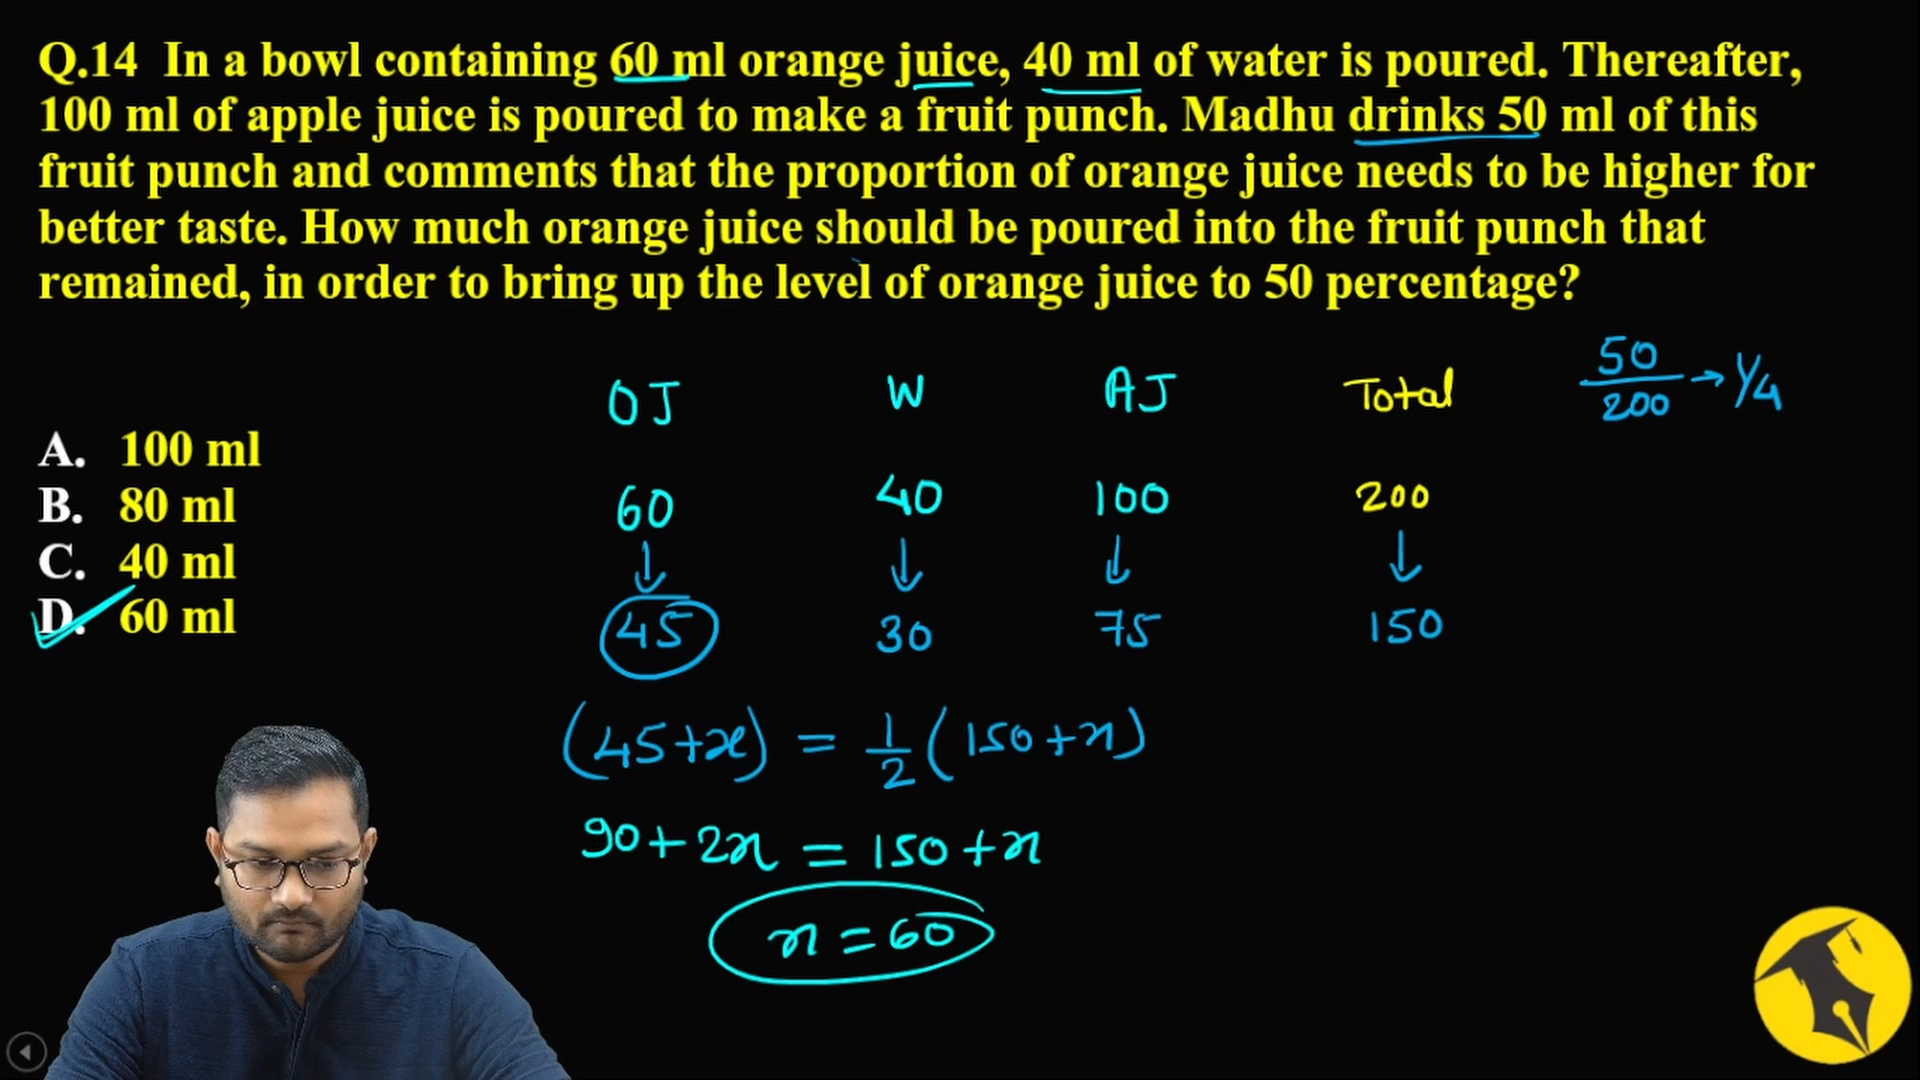 Q.14 In a bowl containing 60 ml orange juice, 40 ml of water is poured. Thereafter,
100 ml of apple juice is poured to make a fruit punch. Madhu drinks 50 ml of this
fruit punch and comments that the proportion of orange juice needs to be higher for
better taste. How much orange juice should be poured into the fruit punch that
remained, in order to bring up the level of orange juice to 50 percentage?
A. 100 ml
B. 80 ml
C. 40 ml
D. 60 ml
OJ W AJ Total
50/200 → 1/4
60 40 100 200
↓ ↓ ↓ ↓
45 30 75 150
(45+x) = 1/2 (150+x)
90+2x = 150+x
x = 60